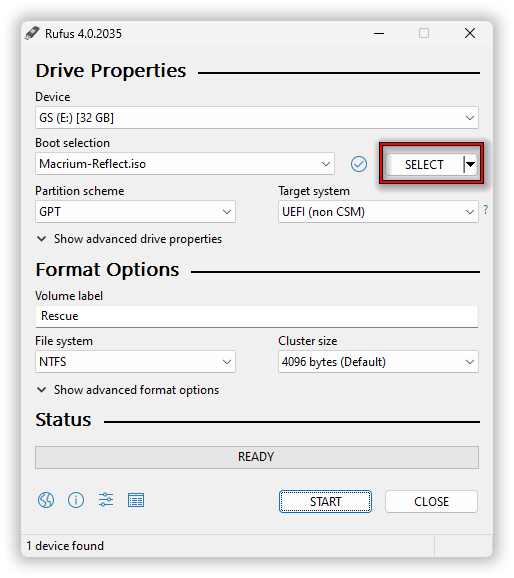 Rufus 4.0.2035
Drive Properties
Device
GS (E:) [32 GB]
Boot selection
Macrium-Reflect.iso
SELECT
Partition scheme
Target system
GPT
UEFI (non CSM)
?
Show advanced drive properties
Format Options
Volume label
Rescue
File system
Cluster size
NTFS
4096 bytes (Default)
Show advanced format options
Status
READY
START
CLOSE
1 device found